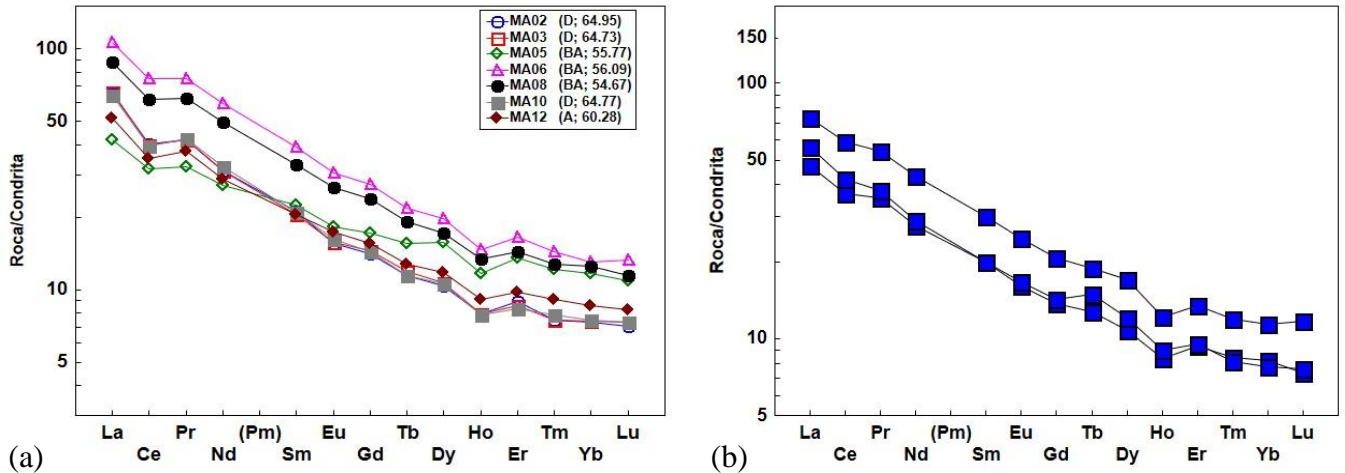 MA02 (D; 64.95)
MA03 (D; 64.73)
MA05 (BA; 55.77)
MA06 (BA; 56.09)
MA08 (BA; 54.67)
MA10 (D; 64.77)
MA12 (A; 60.28)
100
50
10
5
Roca/Condrita
La Pr (Pm) Eu Tb Ho Tm Lu
Ce Nd Sm Gd Dy Er Yb
(a)
150
100
50
10
5
Roca/Condrita
La Pr (Pm) Eu Tb Ho Tm Lu
Ce Nd Sm Gd Dy Er Yb
(b)